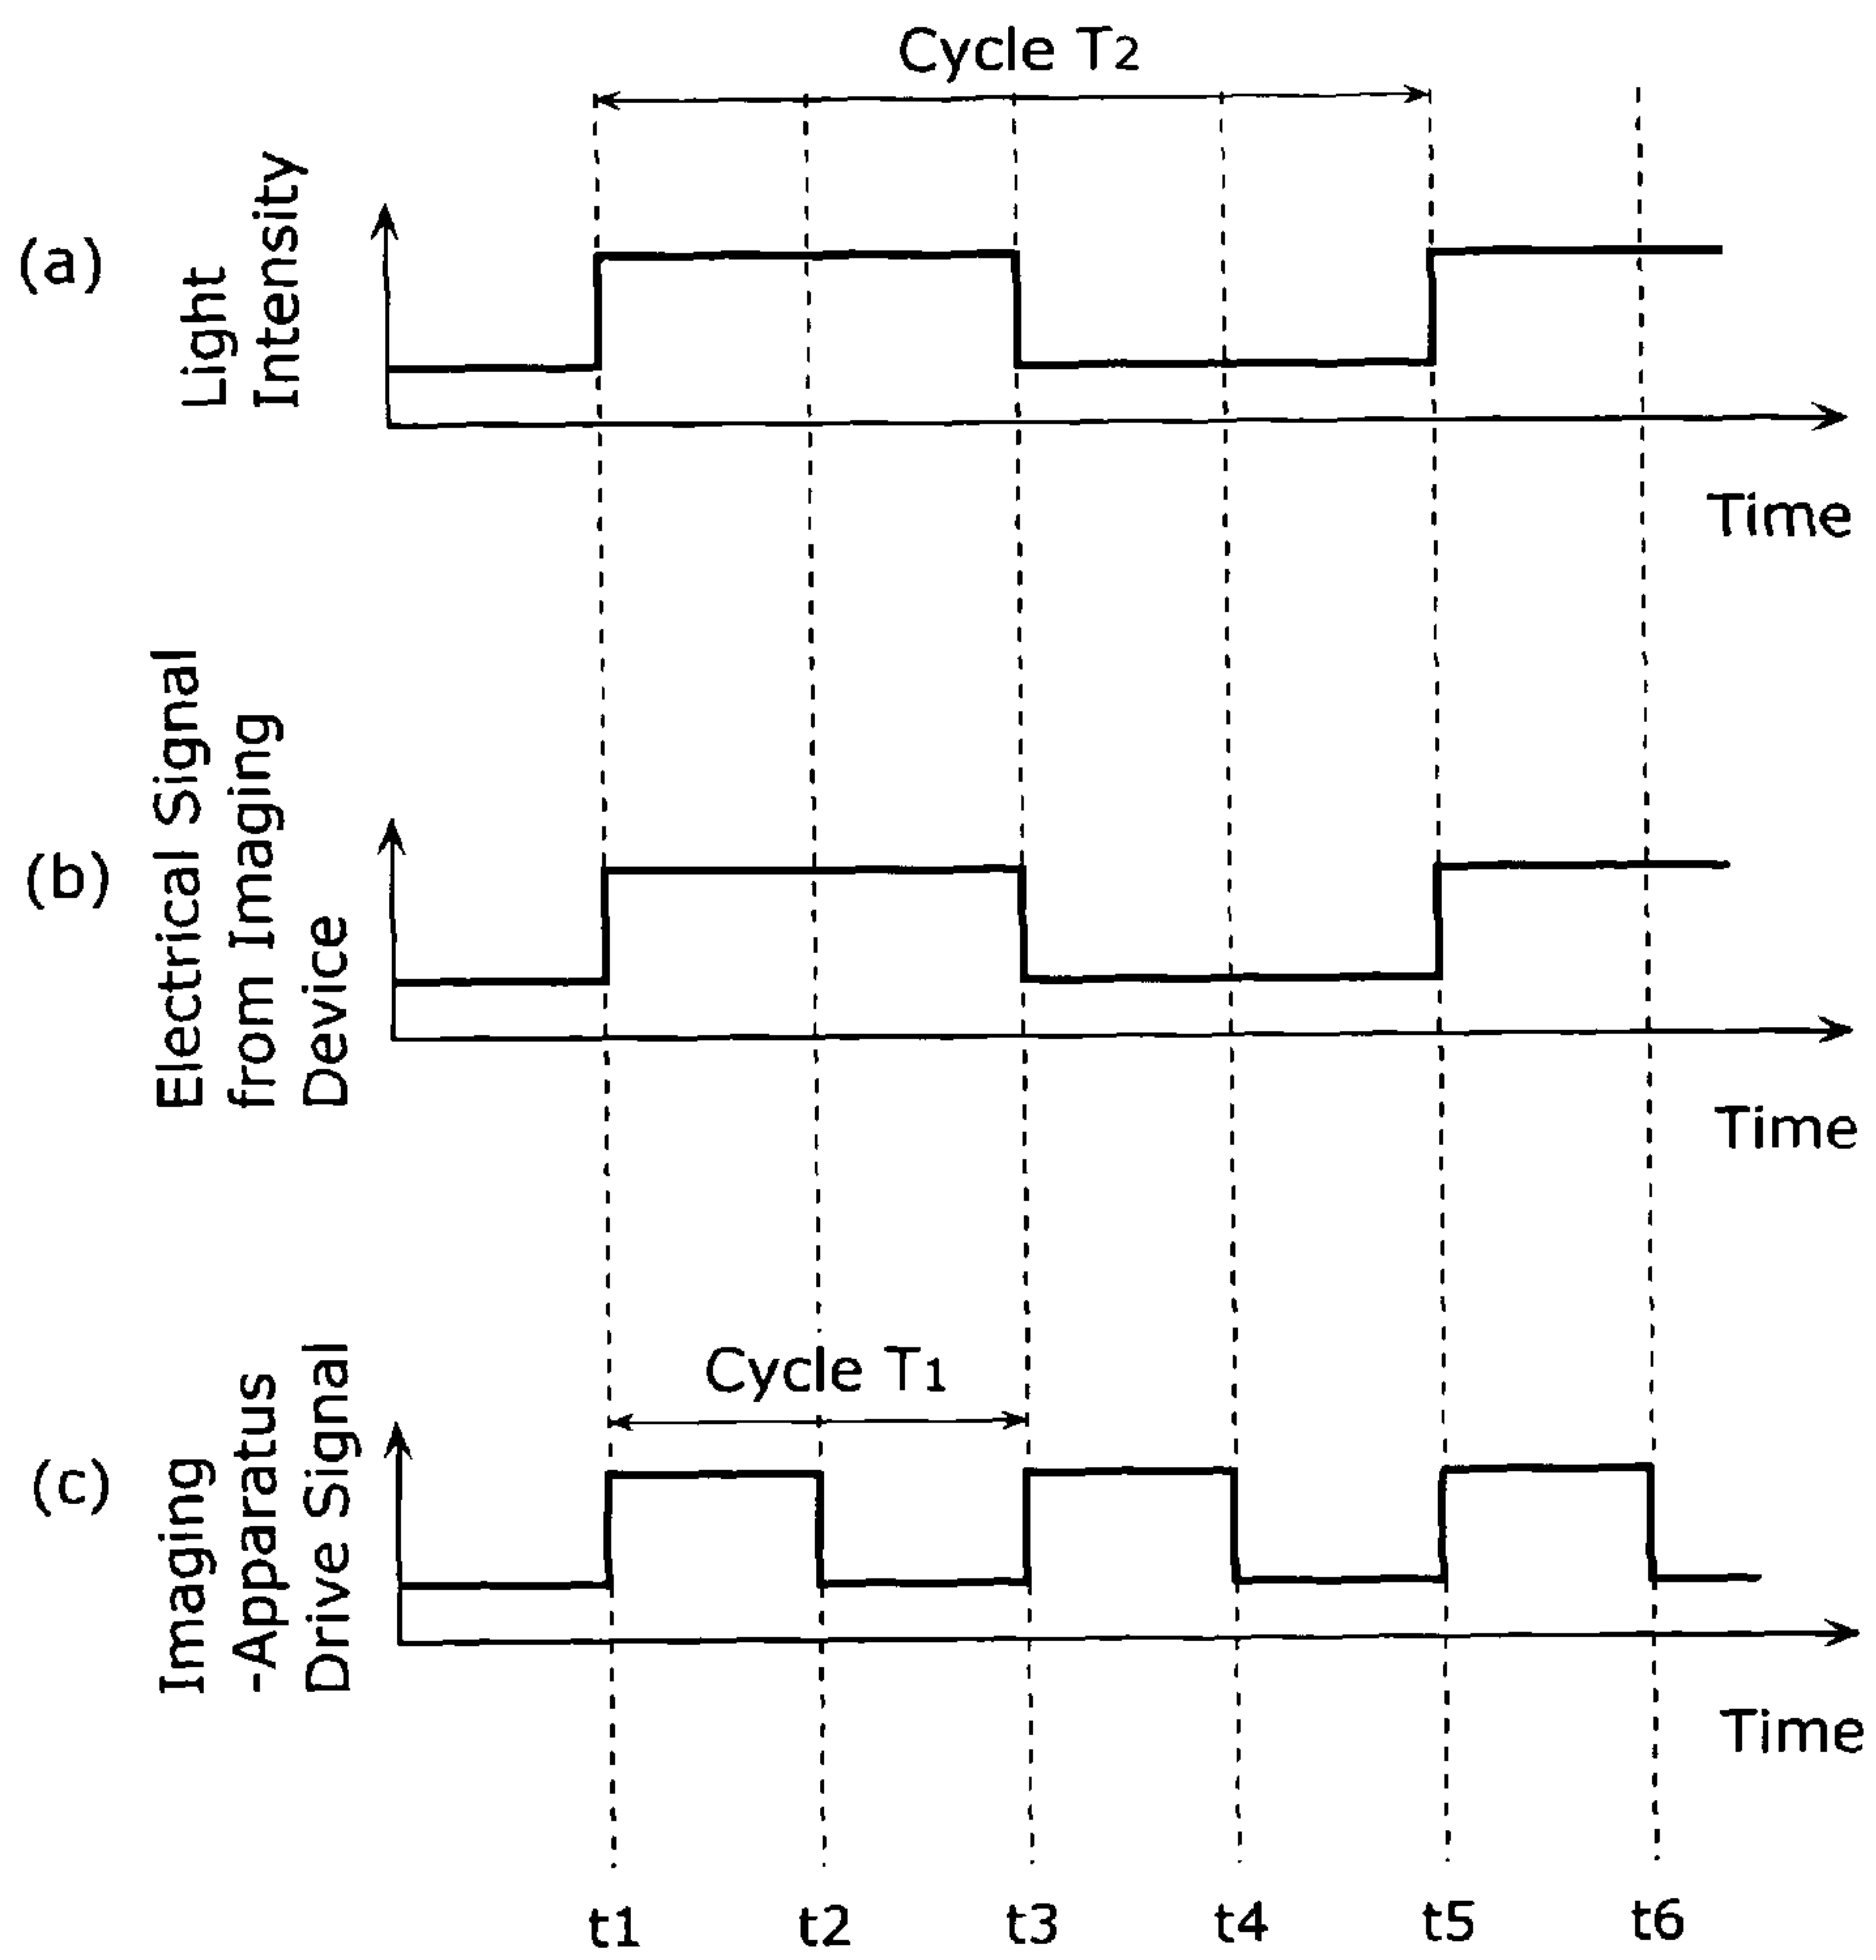 Cycle T2
(a)
Light
Intensity
Time
(b)
Electrical Signal
from Imaging
Device
Time
Cycle T1
(c)
Imaging
-Apparatus
Drive Signal
Time
t1 t2 t3 t4 t5 t6